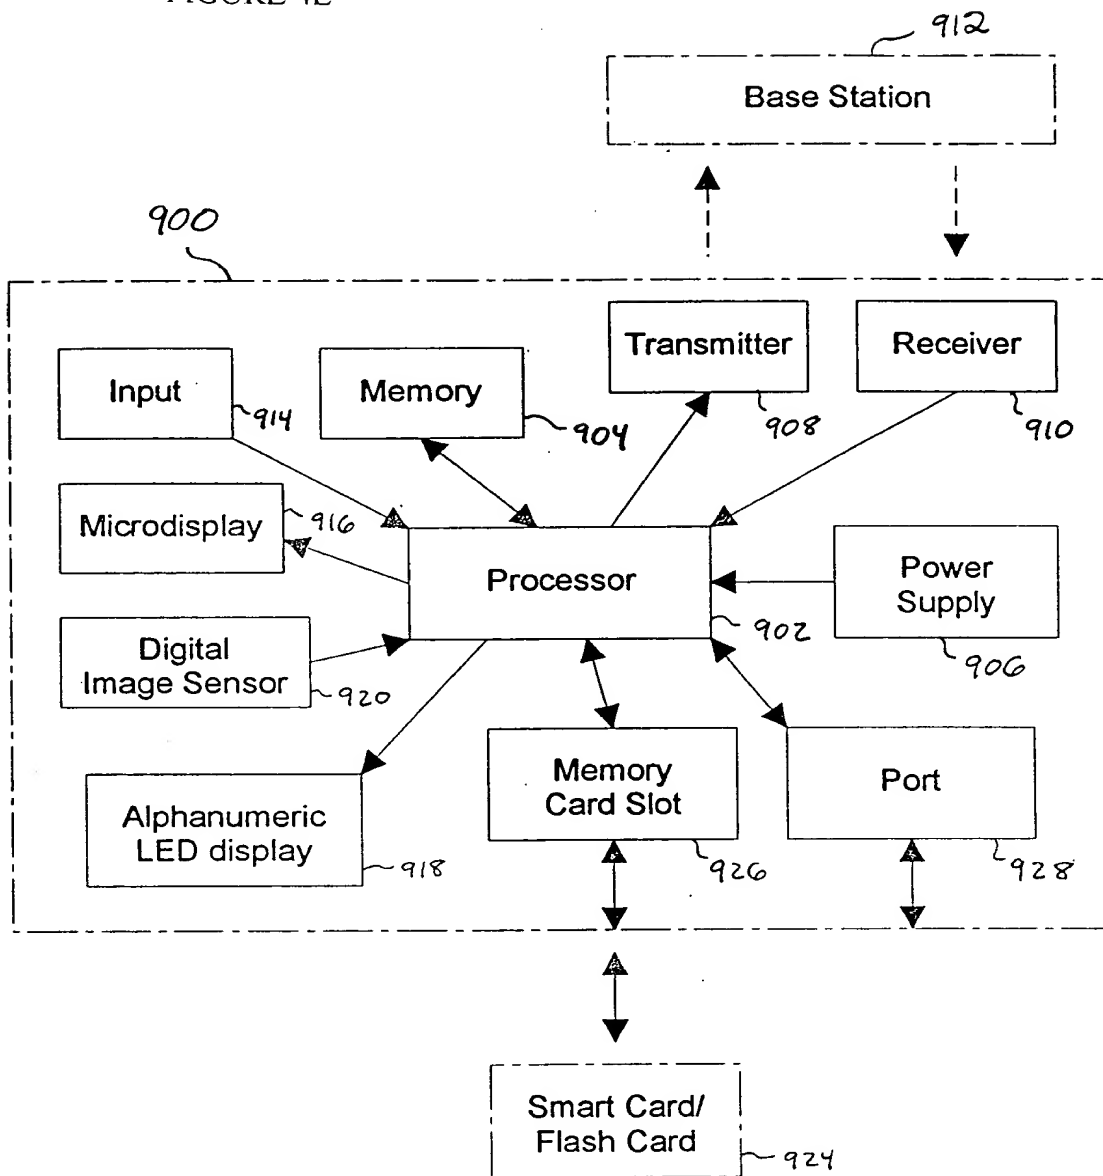 FIGURE 4E
912
Base Station
900
Transmitter
908
Receiver
910
Input
914
Memory
904
Microdisplay
916
Processor
902
Power
Supply
906
Digital
Image Sensor
920
Alphanumeric
LED display
918
Memory
Card Slot
926
Port
928
Smart Card/
Flash Card
924